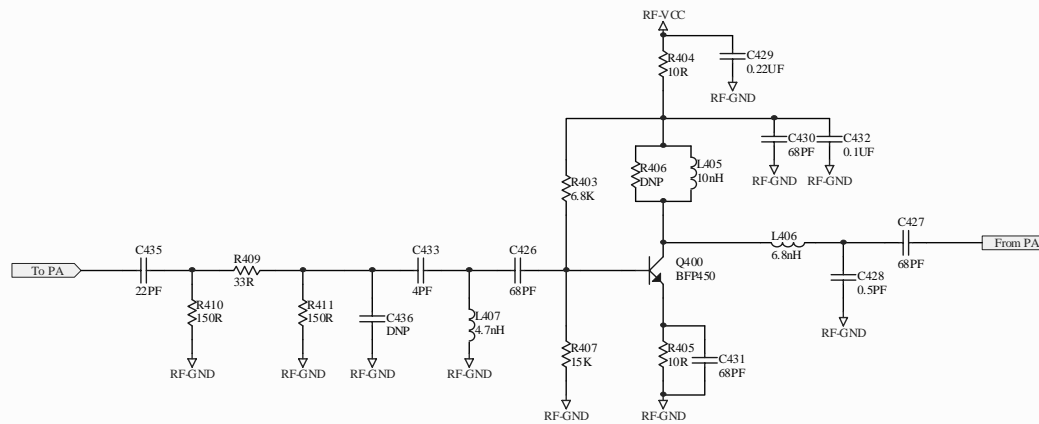 RF-VCC
R404
10R
C429
0.22UF
RF-GND
C430
68PF
C432
0.1UF
RF-GND
RF-GND
R403
6.8K
R406
DNP
L405
10nH
To PA
C435
22PF
R409
33R
R410
150R
RF-GND
R411
150R
RF-GND
C436
DNP
RF-GND
C433
4PF
L407
4.7nH
RF-GND
C426
68PF
R407
15K
RF-GND
Q400
BFP450
R405
10R
C431
68PF
RF-GND
L406
6.8nH
C428
0.5PF
RF-GND
C427
68PF
From PA